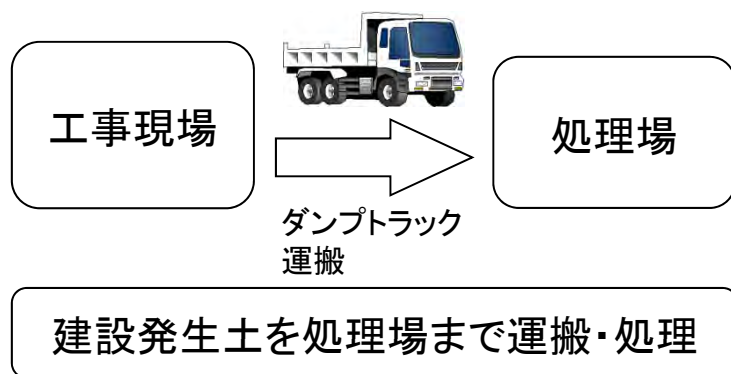 工事現場
処理場
ダンプトラック
運搬
建設発生土を処理場まで運搬・処理